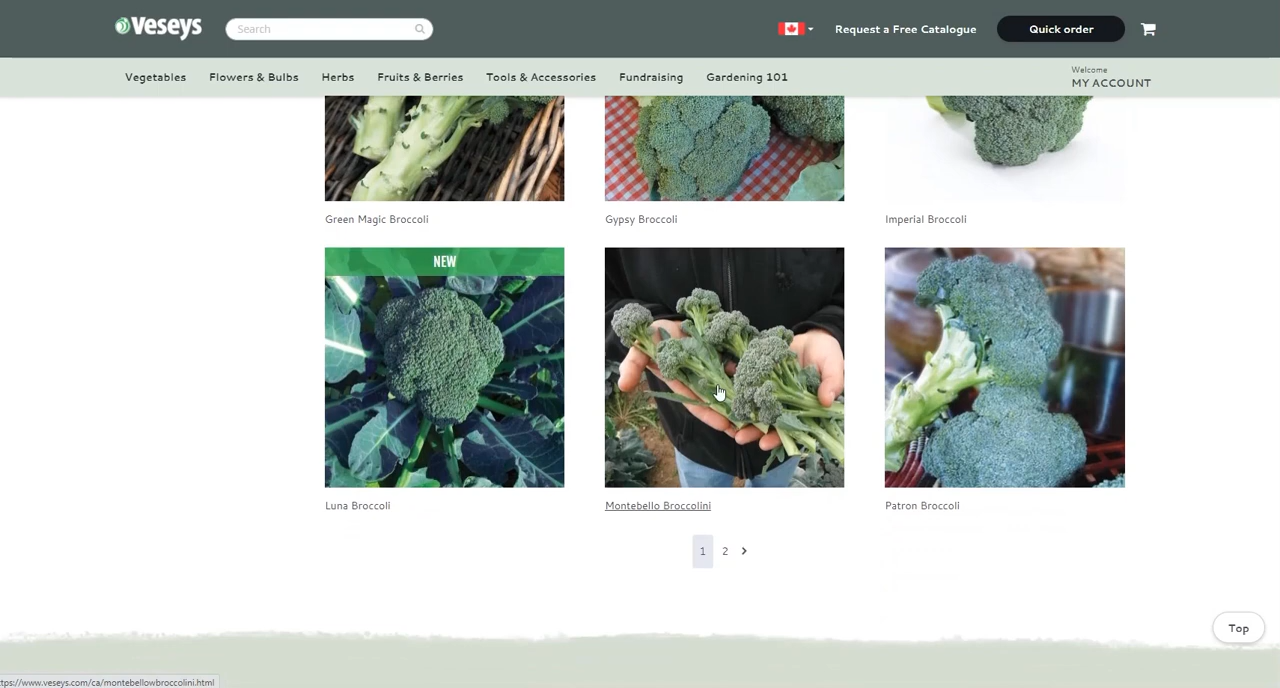 Veseys
Search
Request a Free Catalogue
Quick order
Vegetables
Flowers & Bulbs
Herbs
Fruits & Berries
Tools & Accessories
Fundraising
Gardening 101
Welcome
MY ACCOUNT
Green Magic Broccoli
Gypsy Broccoli
Imperial Broccoli
NEW
Luna Broccoli
Montebello Broccolini
Patron Broccoli
1 2
Top
ttps://www.veseys.com/ca/montebellowbroccolini.html